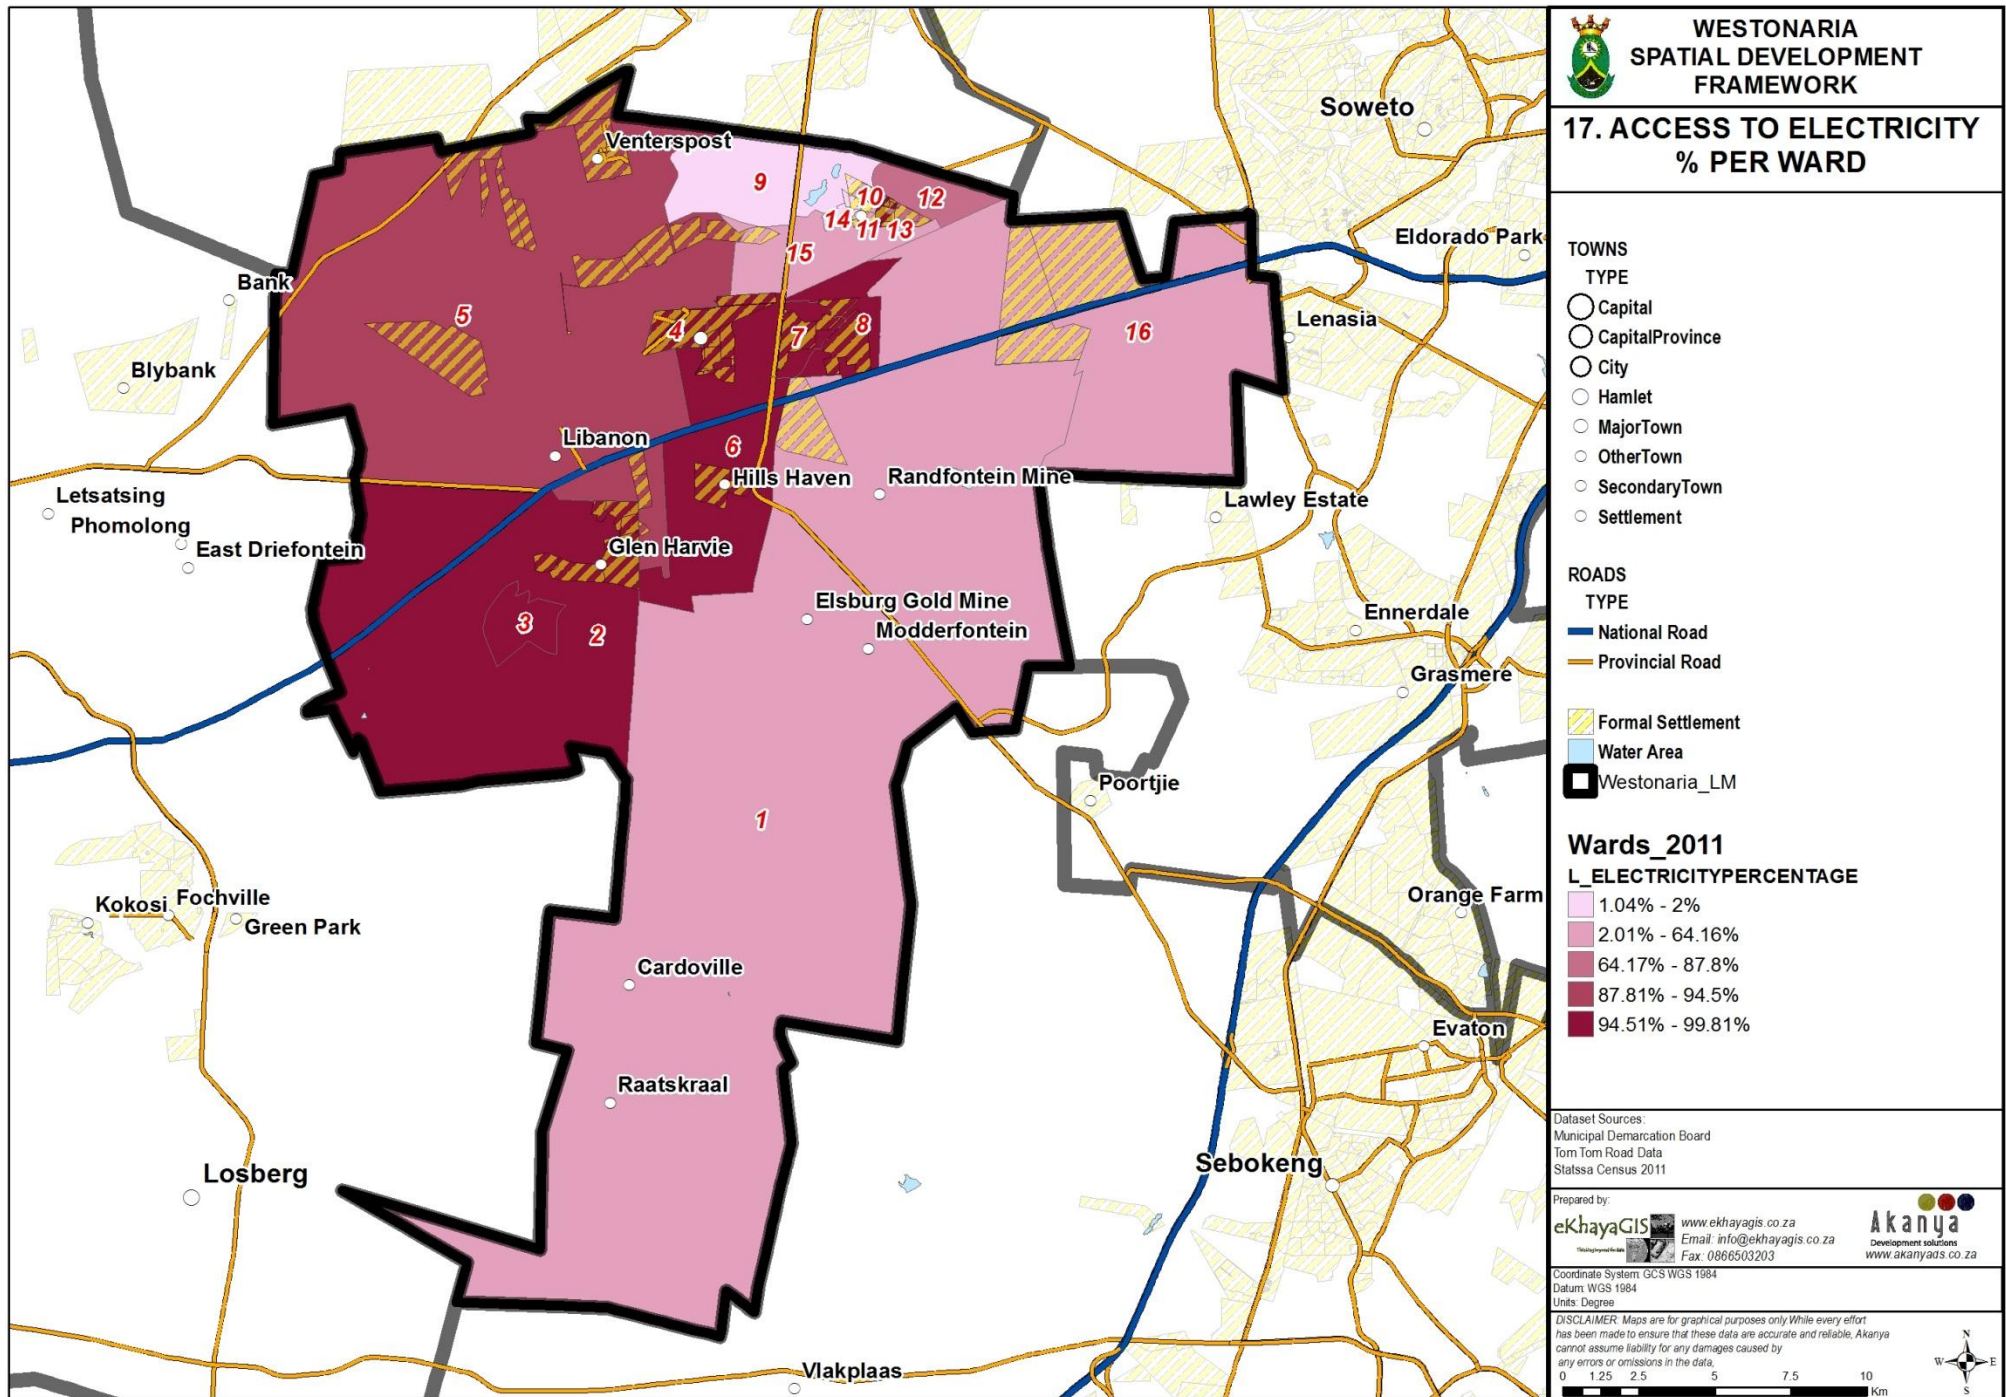 Soweto
Venterspost
9
10
12
14
11
13
Eldorado Park
15
Bank
5
4
7
8
16
Lenasia
Blybank
Libanon
6
Hills Haven
Randfontein Mine
Letsatsing
Lawley Estate
Phomolong
East Driefontein
Glen Harvie
Elsburg Gold Mine
Ennerdale
3
2
Modderfontein
Grasmere
Poortjie
1
Kokosi
Fochville
Orange Farm
Green Park
Cardoville
Evaton
Raatskraal
Losberg
Sebokeng
Vlakplaas
WESTONARIA
SPATIAL DEVELOPMENT
FRAMEWORK
17. ACCESS TO ELECTRICITY
% PER WARD
TOWNS
TYPE
Capital
CapitalProvince
City
Hamlet
MajorTown
OtherTown
SecondaryTown
Settlement
ROADS
TYPE
National Road
Provincial Road
Formal Settlement
Water Area
Westonaria_LM
Wards_2011
L_ELECTRICITYPERCENTAGE
1.04% - 2%
2.01% - 64.16%
64.17% - 87.8%
87.81% - 94.5%
94.51% - 99.81%
Dataset Sources:
Municipal Demarcation Board
Tom Tom Road Data
Statssa Census 2011
Prepared by:
eKhayaGIS
www.ekhayagis.co.za
Email: info@ekhayagis.co.za
Fax: 0866503203
Akanya
Development solutions
www.akanyads.co.za
Coordinate System: GCS WGS 1984
Datum: WGS 1984
Units: Degree
DISCLAIMER: Maps are for graphical purposes only While every effort
has been made to ensure that these data are accurate and reliable, Akanya
cannot assume liability for any damages caused by
any errors or omissions in the data,
0 1.25 2.5 5 7.5 10
Km
N
W E
S